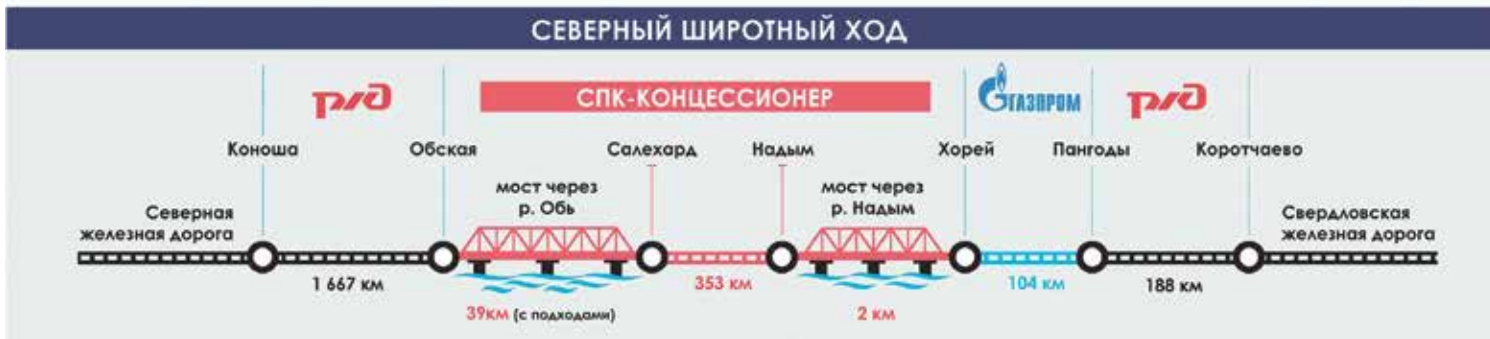 СЕВЕРНЫЙ ШИРОТНЫЙ ХОД
ржд
СПК-КОНЦЕССИОНЕР
ГАЗПРОМ
ржд
Коноша
Обская
Салехард
Надым
Хорей
Пангоды
Коротчаево
мост через
р. Обь
мост через
р. Надым
Северная
железная дорога
Свердловская
железная дорога
1 667 км
39км (с подходами)
353 км
2 км
104 км
188 км